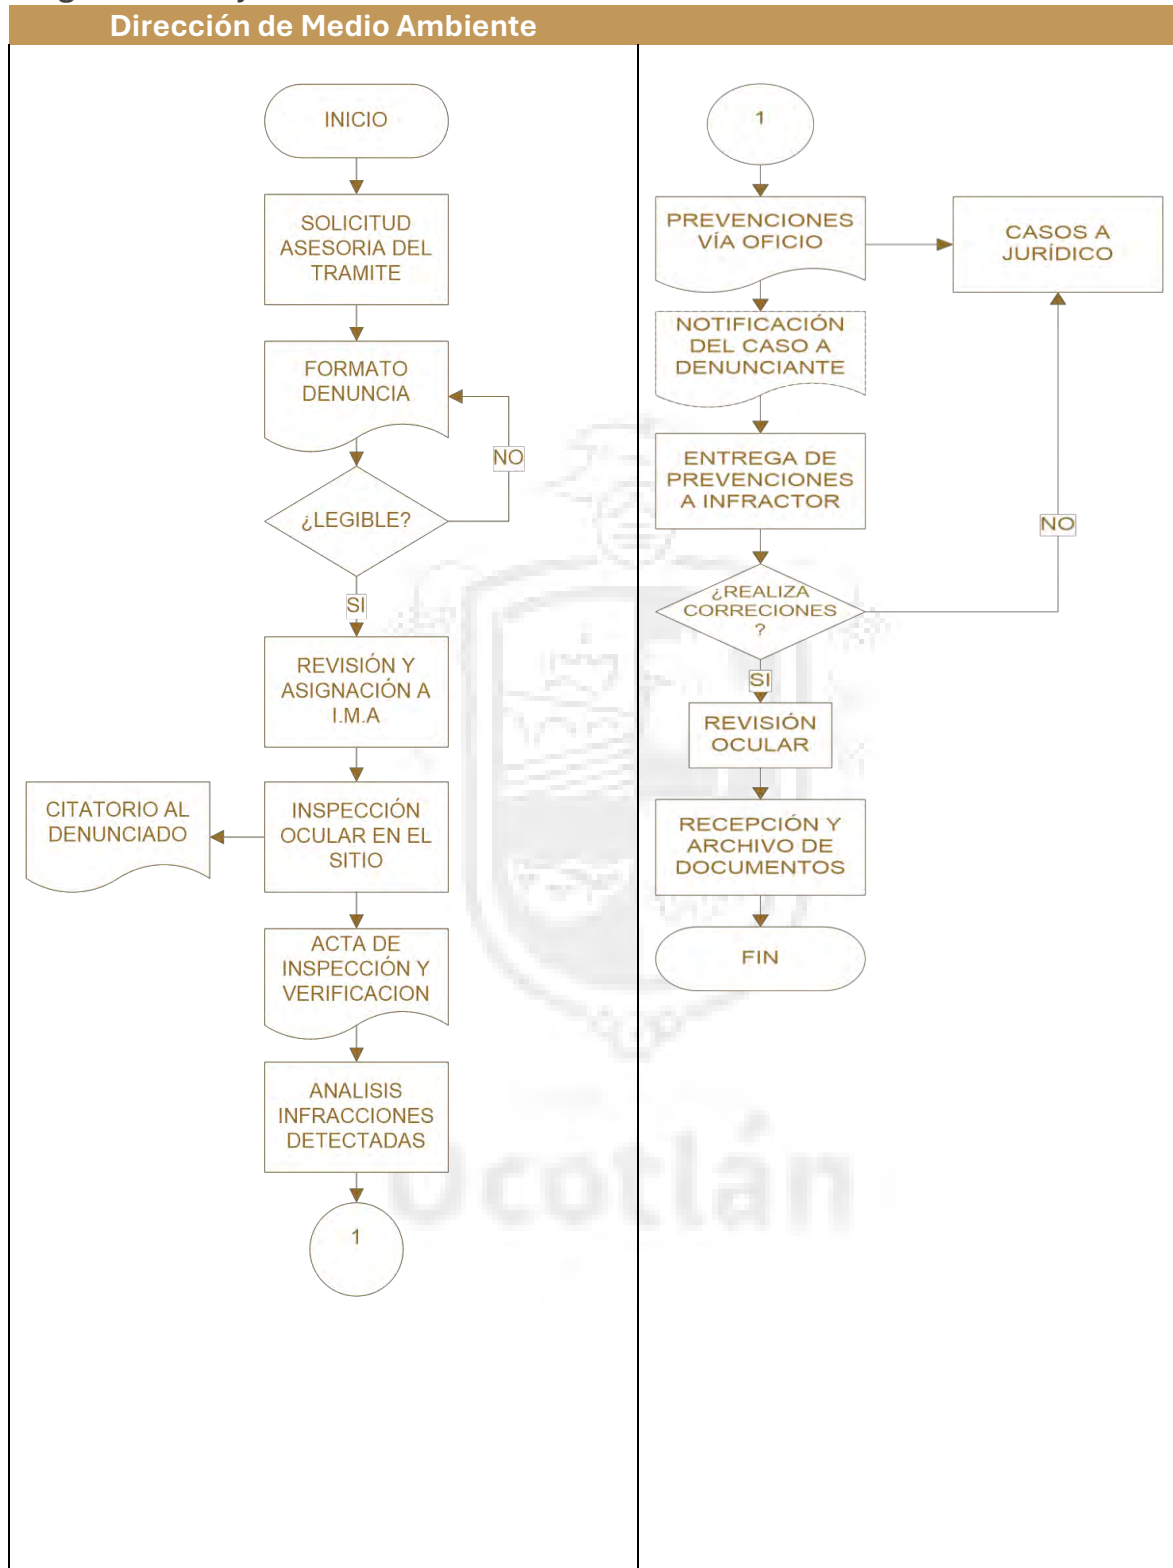 Dirección de Medio Ambiente
INICIO
SOLICITUD
ASESORIA DEL
TRAMITE
FORMATO
DENUNCIA
NO
¿LEGIBLE?
SI
REVISIÓN Y
ASIGNACIÓN A
I.M.A
CITATORIO AL
DENUNCIADO
INSPECCIÓN
OCULAR EN EL
SITIO
ACTA DE
INSPECCIÓN Y
VERIFICACION
ANALISIS
INFRACCIONES
DETECTADAS
1
1
PREVENCIONES
VÍA OFICIO
CASOS A
JURÍDICO
NOTIFICACIÓN
DEL CASO A
DENUNCIANTE
ENTREGA DE
PREVENCIONES
A INFRACTOR
NO
¿REALIZA
CORRECIONES
?
SI
REVISIÓN
OCULAR
RECEPCIÓN Y
ARCHIVO DE
DOCUMENTOS
FIN
Ocotlán